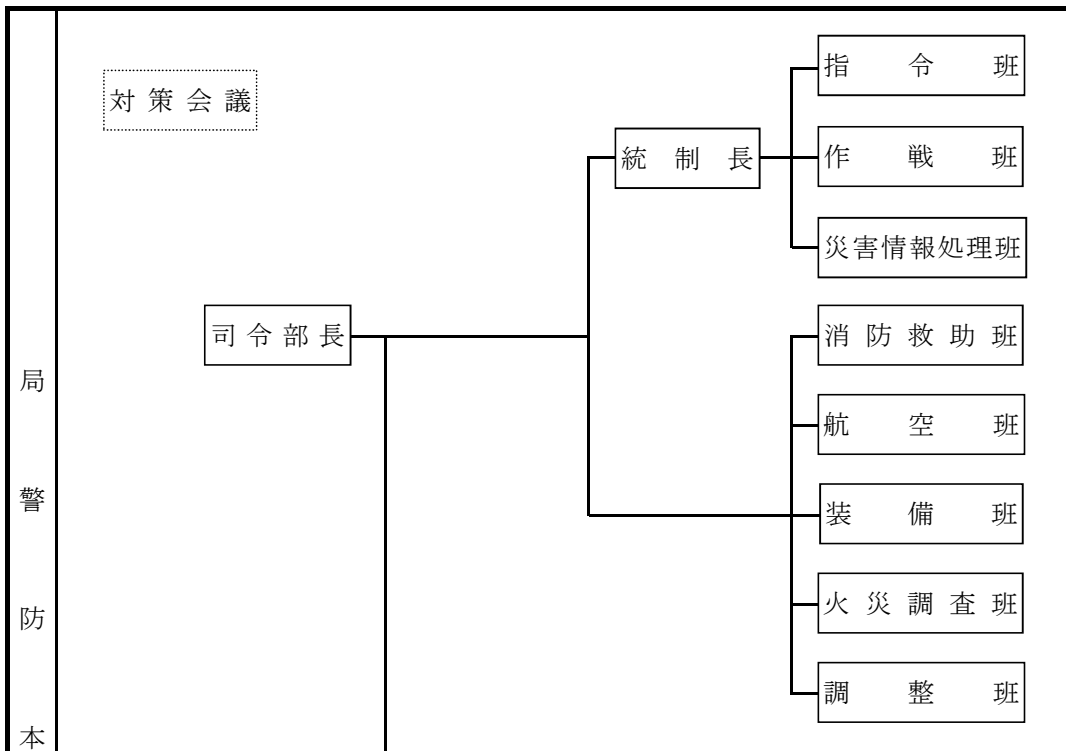 対策会議
指令班
統制長
作戦班
災害情報処理班
司令部長
消防救助班
航空班
装備班
火災調査班
調整班
局警防本